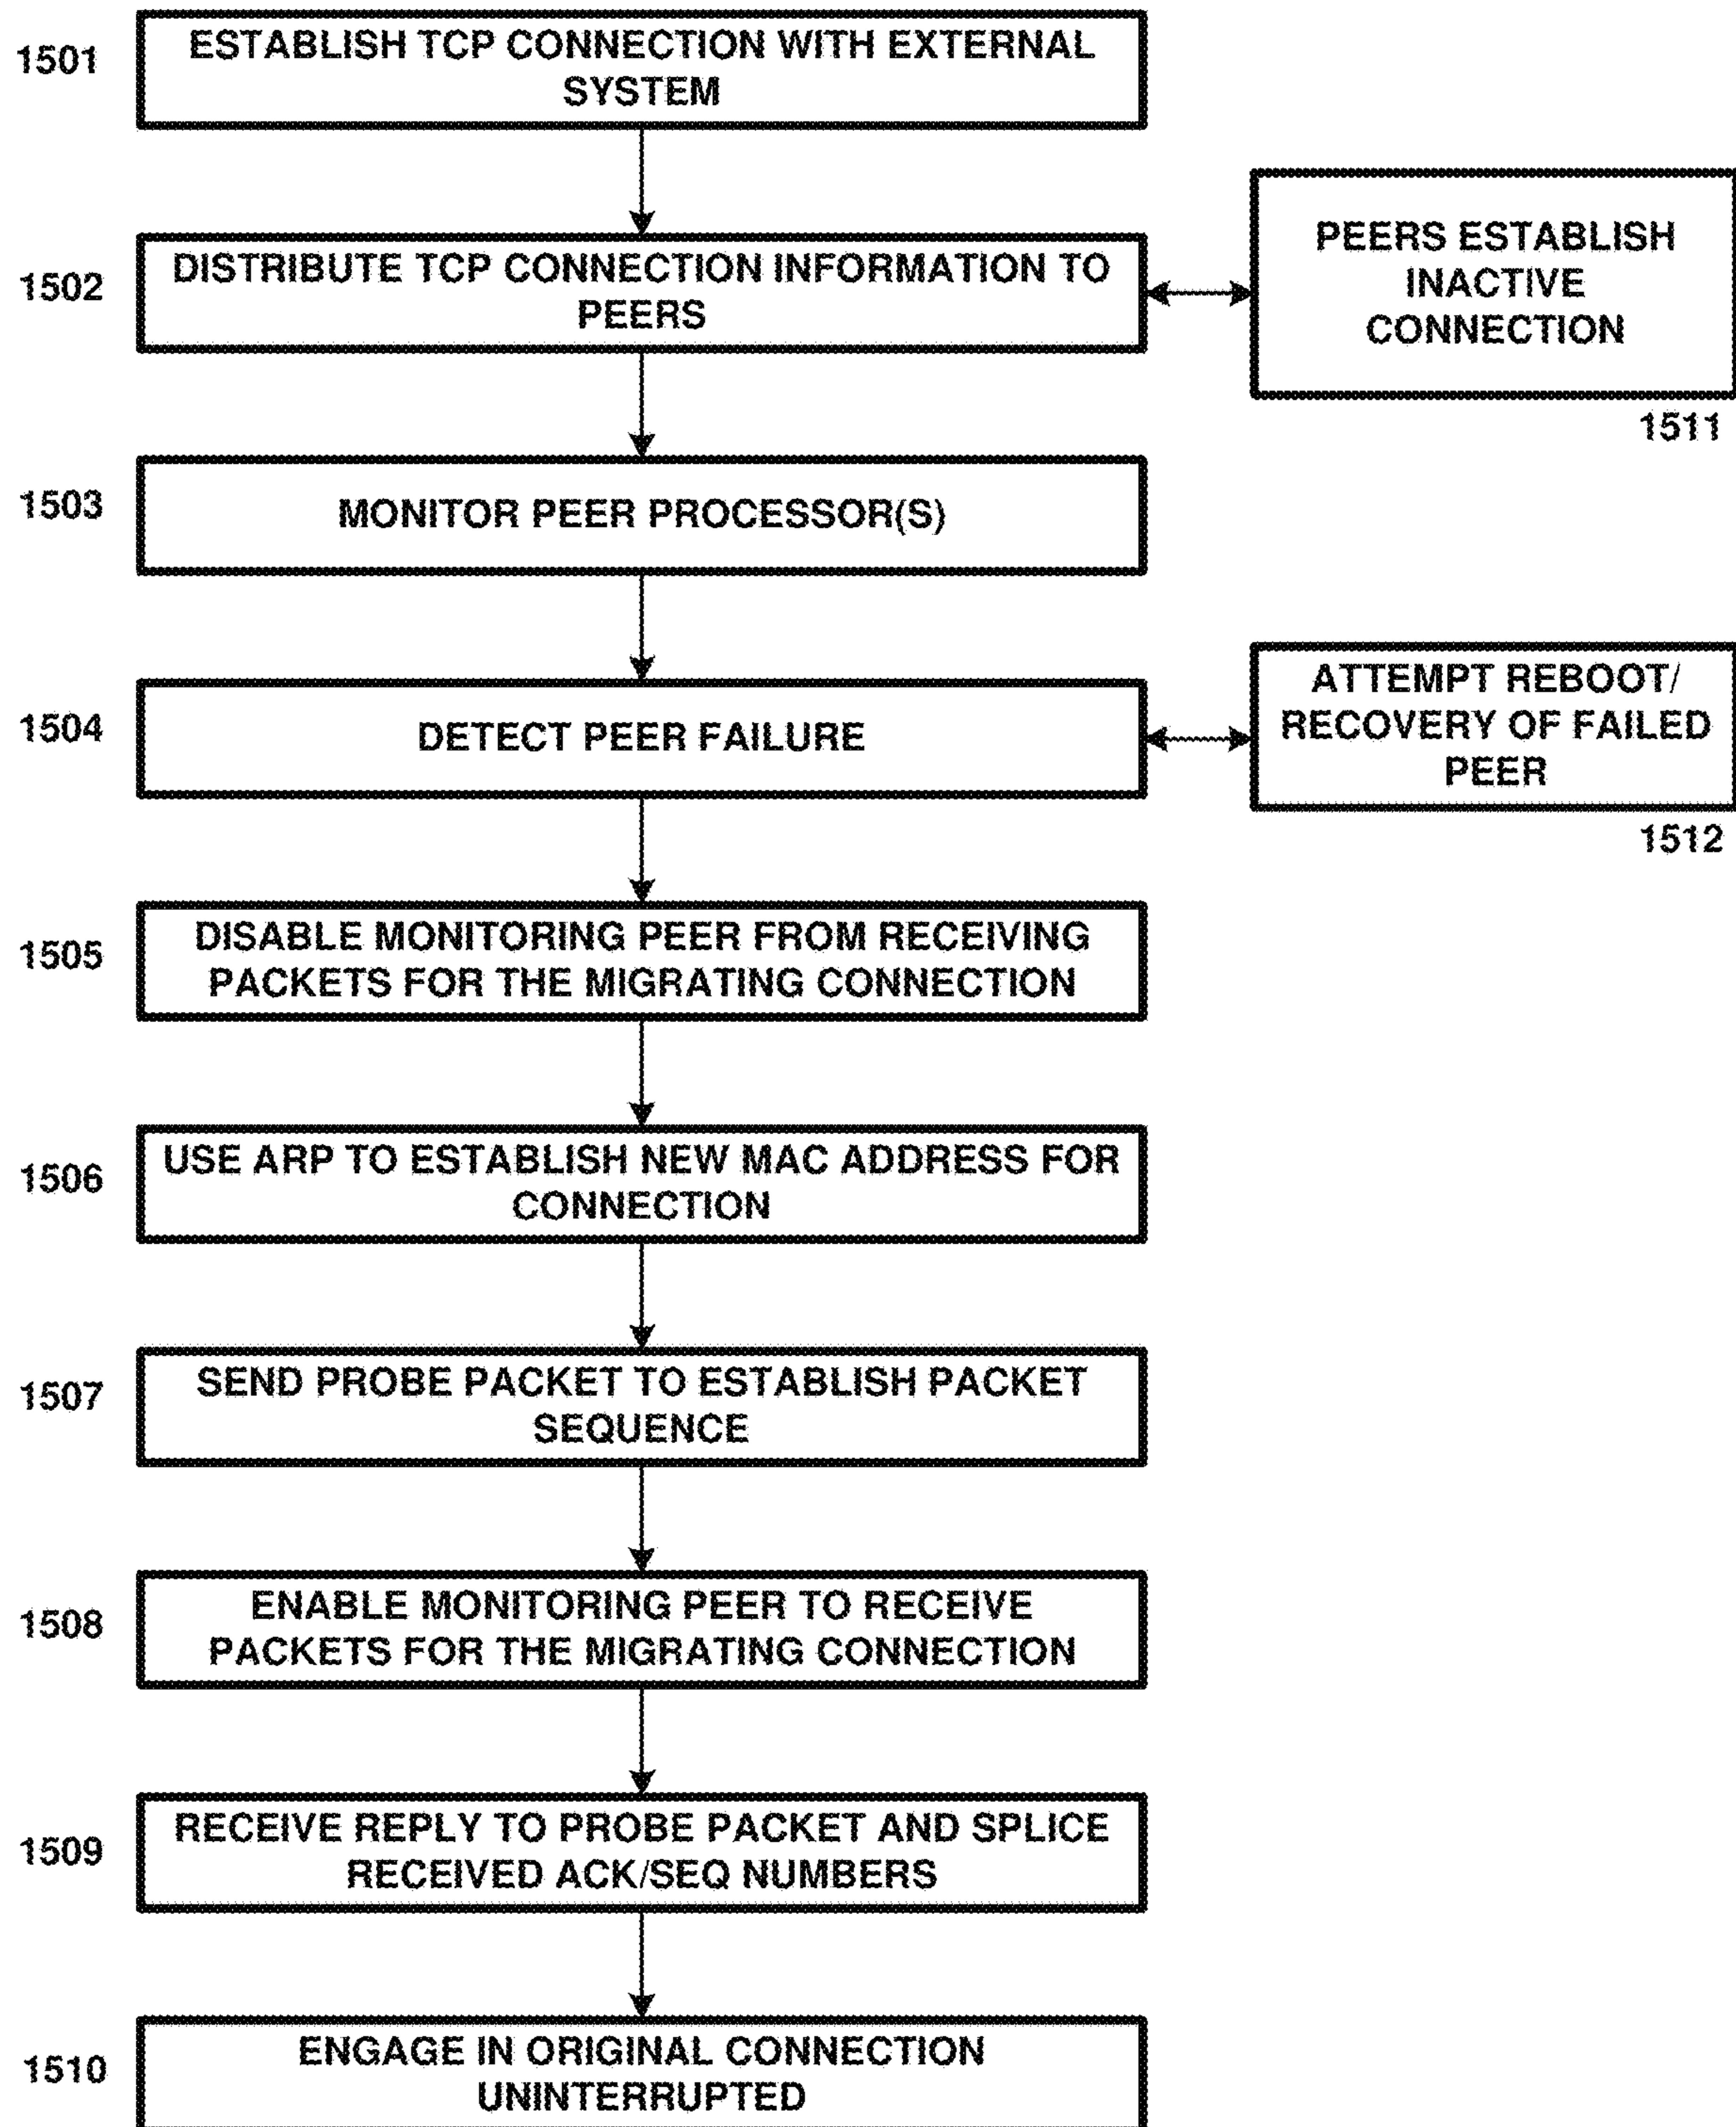 1501
ESTABLISH TCP CONNECTION WITH EXTERNAL
SYSTEM
1502
DISTRIBUTE TCP CONNECTION INFORMATION TO
PEERS
PEERS ESTABLISH
INACTIVE
CONNECTION
1511
1503
MONITOR PEER PROCESSOR(S)
1504
DETECT PEER FAILURE
ATTEMPT REBOOT/
RECOVERY OF FAILED
PEER
1512
1505
DISABLE MONITORING PEER FROM RECEIVING
PACKETS FOR THE MIGRATING CONNECTION
1506
USE ARP TO ESTABLISH NEW MAC ADDRESS FOR
CONNECTION
1507
SEND PROBE PACKET TO ESTABLISH PACKET
SEQUENCE
1508
ENABLE MONITORING PEER TO RECEIVE
PACKETS FOR THE MIGRATING CONNECTION
1509
RECEIVE REPLY TO PROBE PACKET AND SPLICE
RECEIVED ACK/SEQ NUMBERS
1510
ENGAGE IN ORIGINAL CONNECTION
UNINTERRUPTED